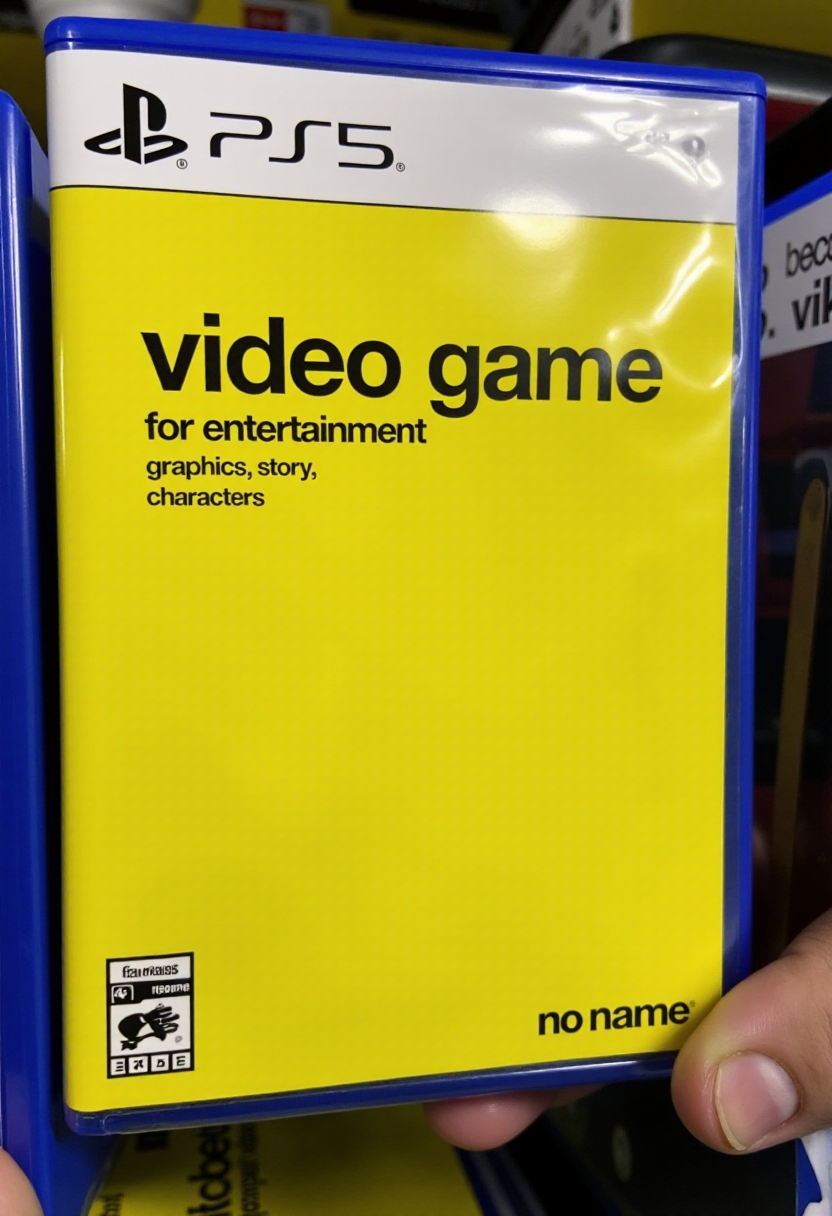 PS5
video game
for entertainment
graphics, story,
characters
no name